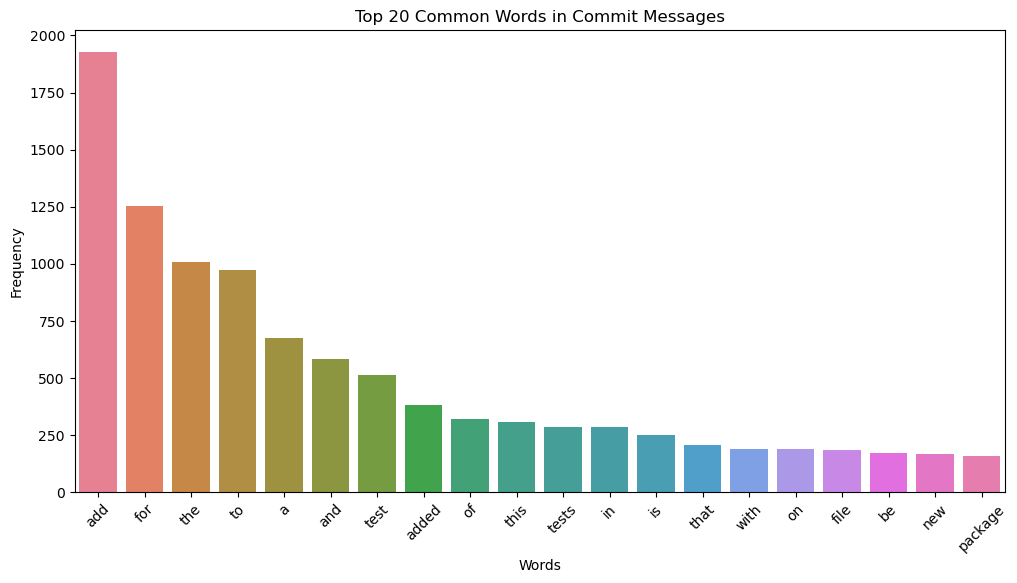 Top 20 Common Words in Commit Messages
Frequency
2000
1750
1500
1250
1000
750
500
250
0
add for the to a and test added of this tests in is that with on file be new package
Words